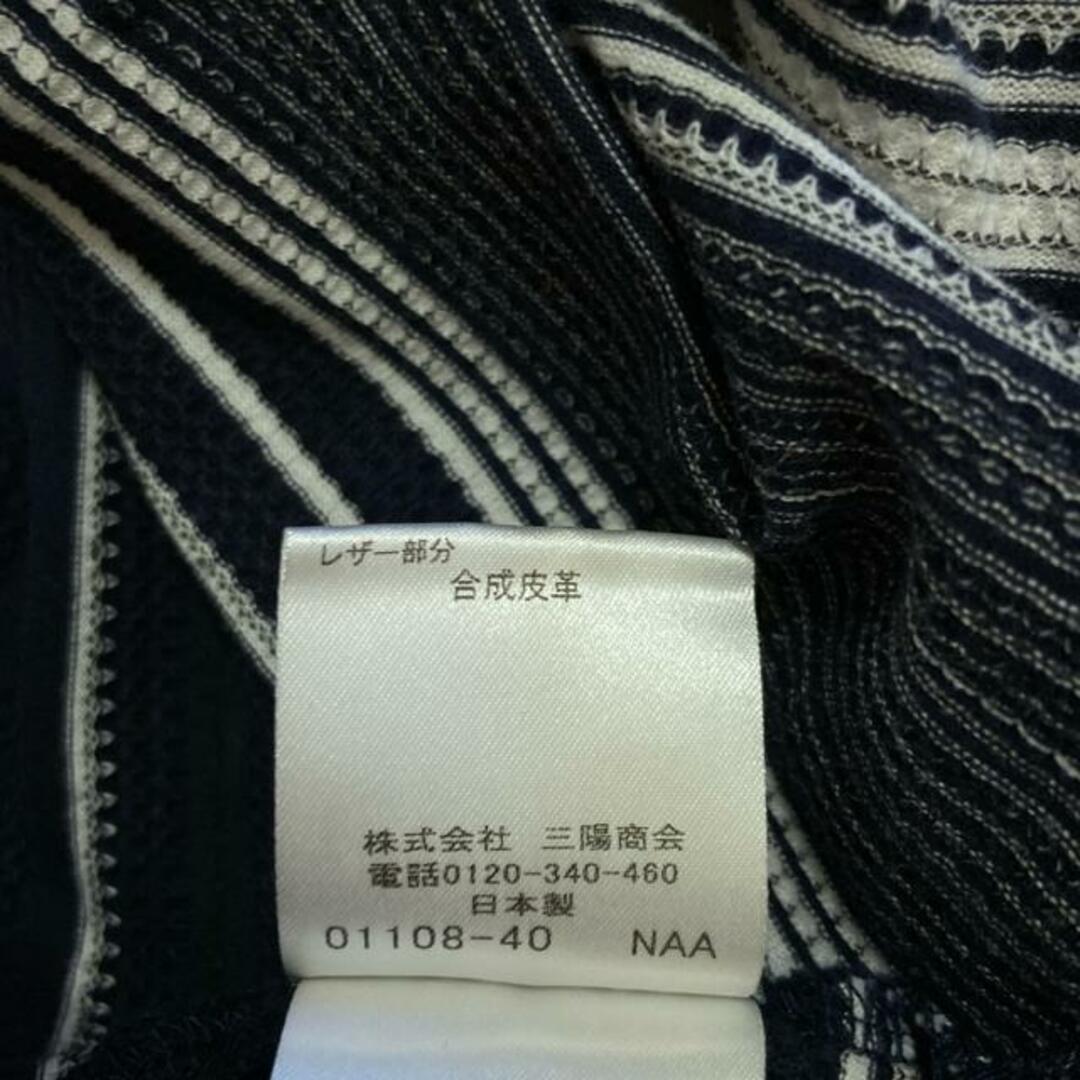 レザー部分
合成皮革
株式会社 三陽商会
電話0120-340-460
日本製
01108-40 NAA